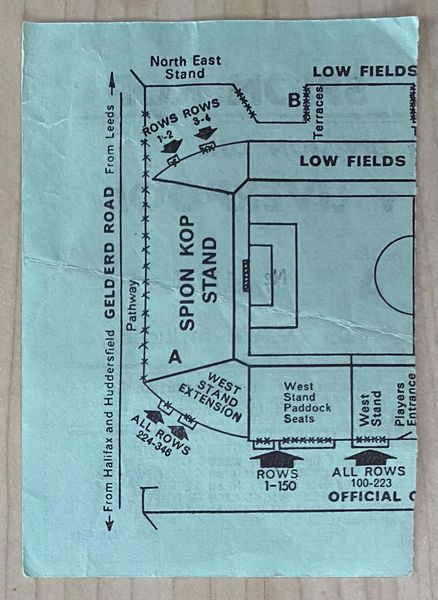 North East
Stand
LOW FIELDS
B
Terraces
ROWS
1-2
ROWS
3-4
LOW FIELDS
From Leeds
GELDERD ROAD
From Halifax and Huddersfield
Pathway
SPION KOP
STAND
A
WEST
STAND
EXTENSION
ALL ROWS
224-346
West
Stand
Paddock
Seats
West
Stand
Players
Entrance
ROWS
1-150
ALL ROWS
100-223
OFFICIAL